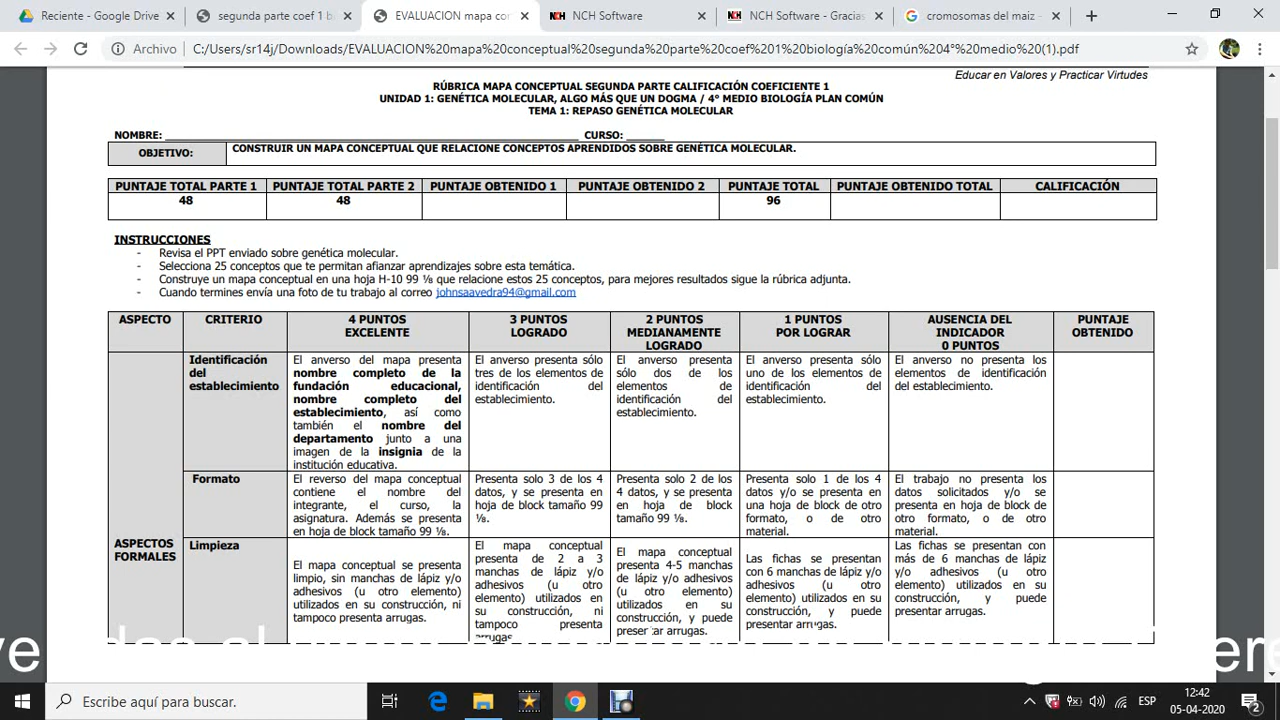 Reciente - Google Drive
segunda parte coef 1 b
EVALUACION mapa con
NCH Software
NCH Software - Gracias
cromosomas del maiz -
Archivo
C:/Users/sr14j/Downloads/EVALUACION%20mapa%20conceptual%20segunda%20parte%20coef%201%20biología%20común%204°%20medio%20(1).pdf
Educar en Valores y Practicar Virtudes
RÚBRICA MAPA CONCEPTUAL SEGUNDA PARTE CALIFICACIÓN COEFICIENTE 1
UNIDAD 1: GENÉTICA MOLECULAR, ALGO MÁS QUE UN DOGMA / 4° MEDIO BIOLOGÍA PLAN COMÚN
TEMA 1: REPASO GENÉTICA MOLECULAR
NOMBRE: CURSO:
OBJETIVO: CONSTRUIR UN MAPA CONCEPTUAL QUE RELACIONE CONCEPTOS APRENDIDOS SOBRE GENÉTICA MOLECULAR.
PUNTAJE TOTAL PARTE 1 PUNTAJE TOTAL PARTE 2 PUNTAJE OBTENIDO 1 PUNTAJE OBTENIDO 2 PUNTAJE TOTAL PUNTAJE OBTENIDO TOTAL CALIFICACIÓN
48 48 96
INSTRUCCIONES
- Revisa el PPT enviado sobre genética molecular.
- Selecciona 25 conceptos que te permitan afianzar aprendizajes sobre esta temática.
- Construye un mapa conceptual en una hoja H-10 99 ⅛ que relacione estos 25 conceptos, para mejores resultados sigue la rúbrica adjunta.
- Cuando termines envía una foto de tu trabajo al correo johnsaavedra94@gmail.com
ASPECTO
CRITERIO
4 PUNTOS
EXCELENTE
3 PUNTOS
LOGRADO
2 PUNTOS
MEDIANAMENTE
LOGRADO
1 PUNTOS
POR LOGRAR
AUSENCIA DEL
INDICADOR
0 PUNTOS
PUNTAJE
OBTENIDO
ASPECTOS
FORMALES
Identificación
del
establecimiento
El anverso del mapa presenta
nombre completo de la
fundación educacional,
nombre completo del
establecimiento, así como
también el nombre del
departamento junto a una
imagen de la insignia de la
institución educativa.
El anverso presenta sólo
tres de los elementos de
identificación del
establecimiento.
El anverso presenta
sólo dos de los
elementos de
identificación del
establecimiento.
El anverso presenta sólo
uno de los elementos de
identificación del
establecimiento.
El anverso no presenta los
elementos de identificación
del establecimiento.
Formato
El reverso del mapa conceptual
contiene el nombre del
integrante, el curso, la
asignatura. Además se presenta
en hoja de block tamaño 99 ⅛.
Presenta solo 3 de los 4
datos, y se presenta en
hoja de block tamaño 99
⅛.
Presenta solo 2 de los
4 datos, y se presenta
en hoja de block
tamaño 99 ⅛.
Presenta solo 1 de los 4
datos y/o se presenta en
una hoja de block de otro
formato, o de otro
material.
El trabajo no presenta los
datos solicitados y/o se
presenta en hoja de block de
otro formato, o de otro
material.
Limpieza
El mapa conceptual se presenta
limpio, sin manchas de lápiz y/o
adhesivos (u otro elemento)
utilizados en su construcción, ni
tampoco presenta arrugas.
El mapa conceptual
presenta de 2 a 3
manchas de lápiz y/o
adhesivos (u otro
elemento) utilizados en
su construcción, ni
tampoco presenta
arrugas.
El mapa conceptual
presenta 4-5 manchas
de lápiz y/o adhesivos
(u otro elemento)
utilizados en su
construcción, y puede
presentar arrugas.
Las fichas se presentan
con 6 manchas de lápiz y/o
adhesivos (u otro
elemento) utilizados en su
construcción, y puede
presentar arrugas.
Las fichas se presentan con
más de 6 manchas de lápiz
y/o adhesivos (u otro
elemento) utilizados en su
construcción, y puede
presentar arrugas.
Escribe aquí para buscar.
ESP
12:42
05-04-2020
2